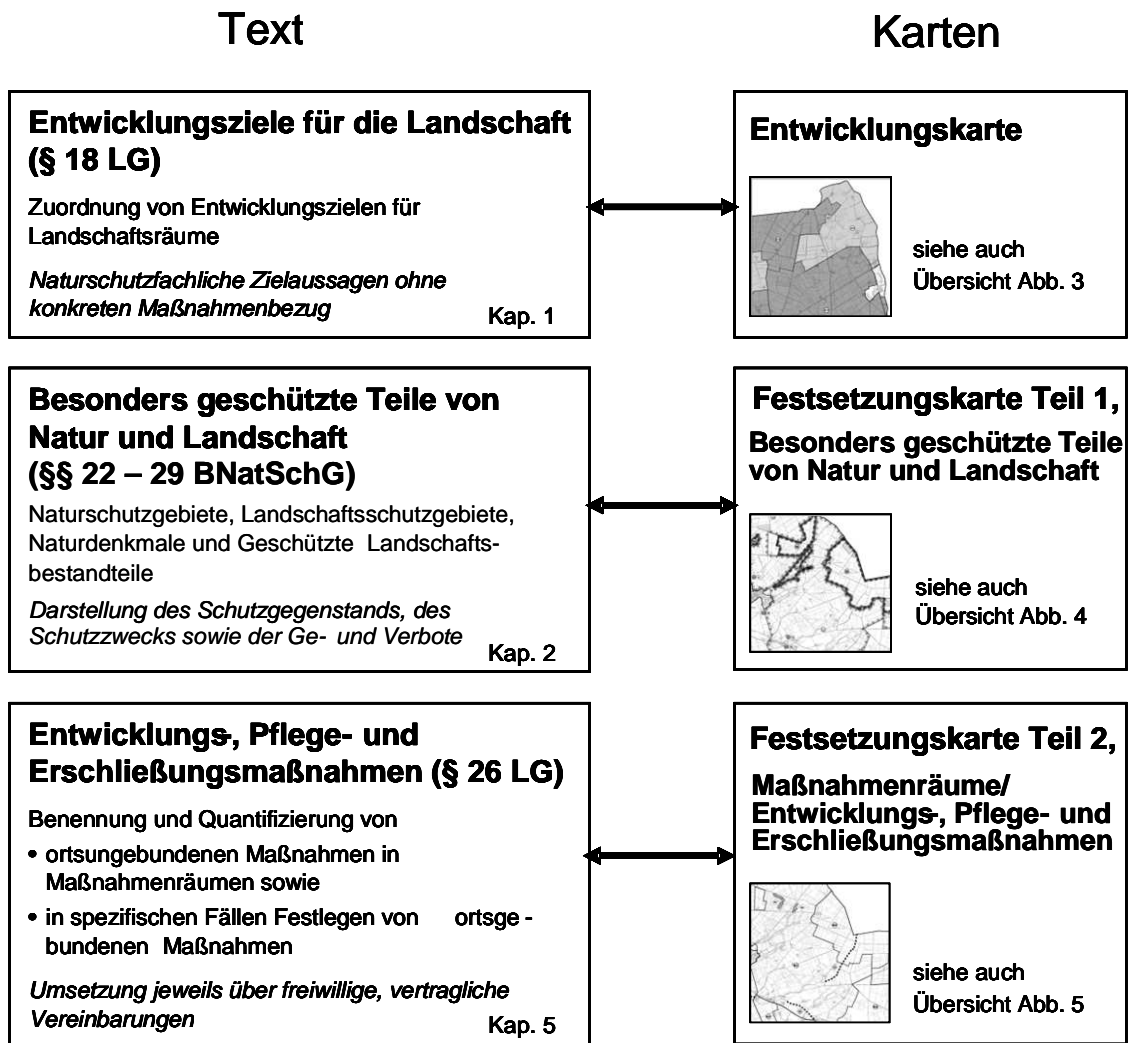 Text
Karten
Entwicklungsziele für die Landschaft
(§ 18 LG)
Zuordnung von Entwicklungszielen für
Landschaftsräume
Naturschutzfachliche Zielaussagen ohne
konkreten Maßnahmenbezug
Kap. 1
Entwicklungskarte
siehe auch
Übersicht Abb. 3
Besonders geschützte Teile von
Natur und Landschaft
(§§ 22 – 29 BNatSchG)
Naturschutzgebiete, Landschaftsschutzgebiete,
Naturdenkmale und Geschützte Landschafts-
bestandteile
Darstellung des Schutzgegenstands, des
Schutzzwecks sowie der Ge- und Verbote
Kap. 2
Festsetzungskarte Teil 1,
Besonders geschützte Teile
von Natur und Landschaft
siehe auch
Übersicht Abb. 4
Entwicklungs-, Pflege- und
Erschließungsmaßnahmen (§ 26 LG)
Benennung und Quantifizierung von
• ortsungebundenen Maßnahmen in
Maßnahmenräumen sowie
• in spezifischen Fällen Festlegen von ortsge -
bundenen Maßnahmen
Umsetzung jeweils über freiwillige, vertragliche
Vereinbarungen
Kap. 5
Festsetzungskarte Teil 2,
Maßnahmenräume/
Entwicklungs-, Pflege- und
Erschließungsmaßnahmen
siehe auch
Übersicht Abb. 5